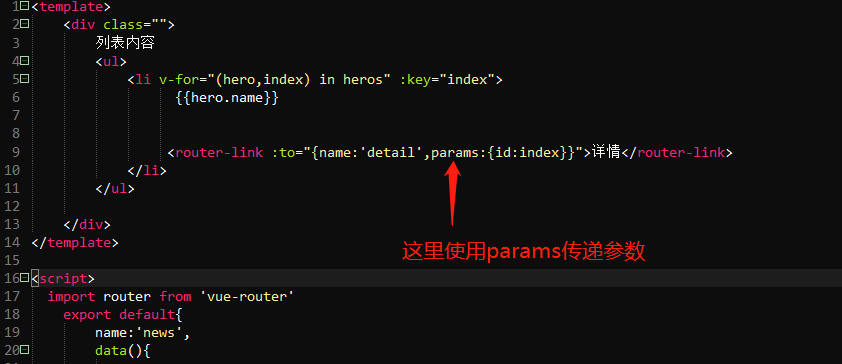 1 <template>
2 <div class="">
3 列表内容
4 <ul>
5 <li v-for="(hero,index) in heros" :key="index">
6 {{hero.name}}
7
8
9 <router-link :to="{name:'detail',params:{id:index}}">详情</router-link>
10 </li>
11 </ul>
12
13 </div>
14 </template>
这里使用params传递参数
15
16 <script>
17 import router from 'vue-router'
18 export default{
19 name:'news',
20 data(){